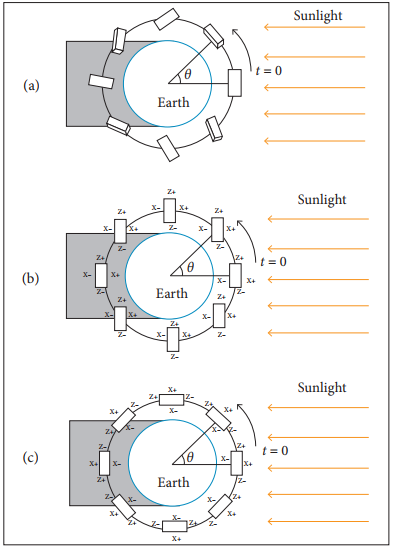 Sunlight
t = 0
θ
(a)
Earth
Sunlight
Z+
X– X+
Z–
Z+
X– X+
Z–
Z+
X– X+
Z–
t = 0
θ
Z+
X– X+
Z–
Z+
X– X+
Z–
(b)
Earth
Z+
X– X+
Z–
Z+
X– X+
Z–
Z+
X– X+
Z–
Sunlight
X+
Z+ Z–
X–
X+ Z+
Z– X–
Z+ X+
X– Z–
t = 0
θ
Z–
X+ X–
Z+
Z+
X– X+
Z–
(c)
Earth
Z– X–
X+ Z+
X– Z+
Z– X+
X–
Z+ Z–
X+